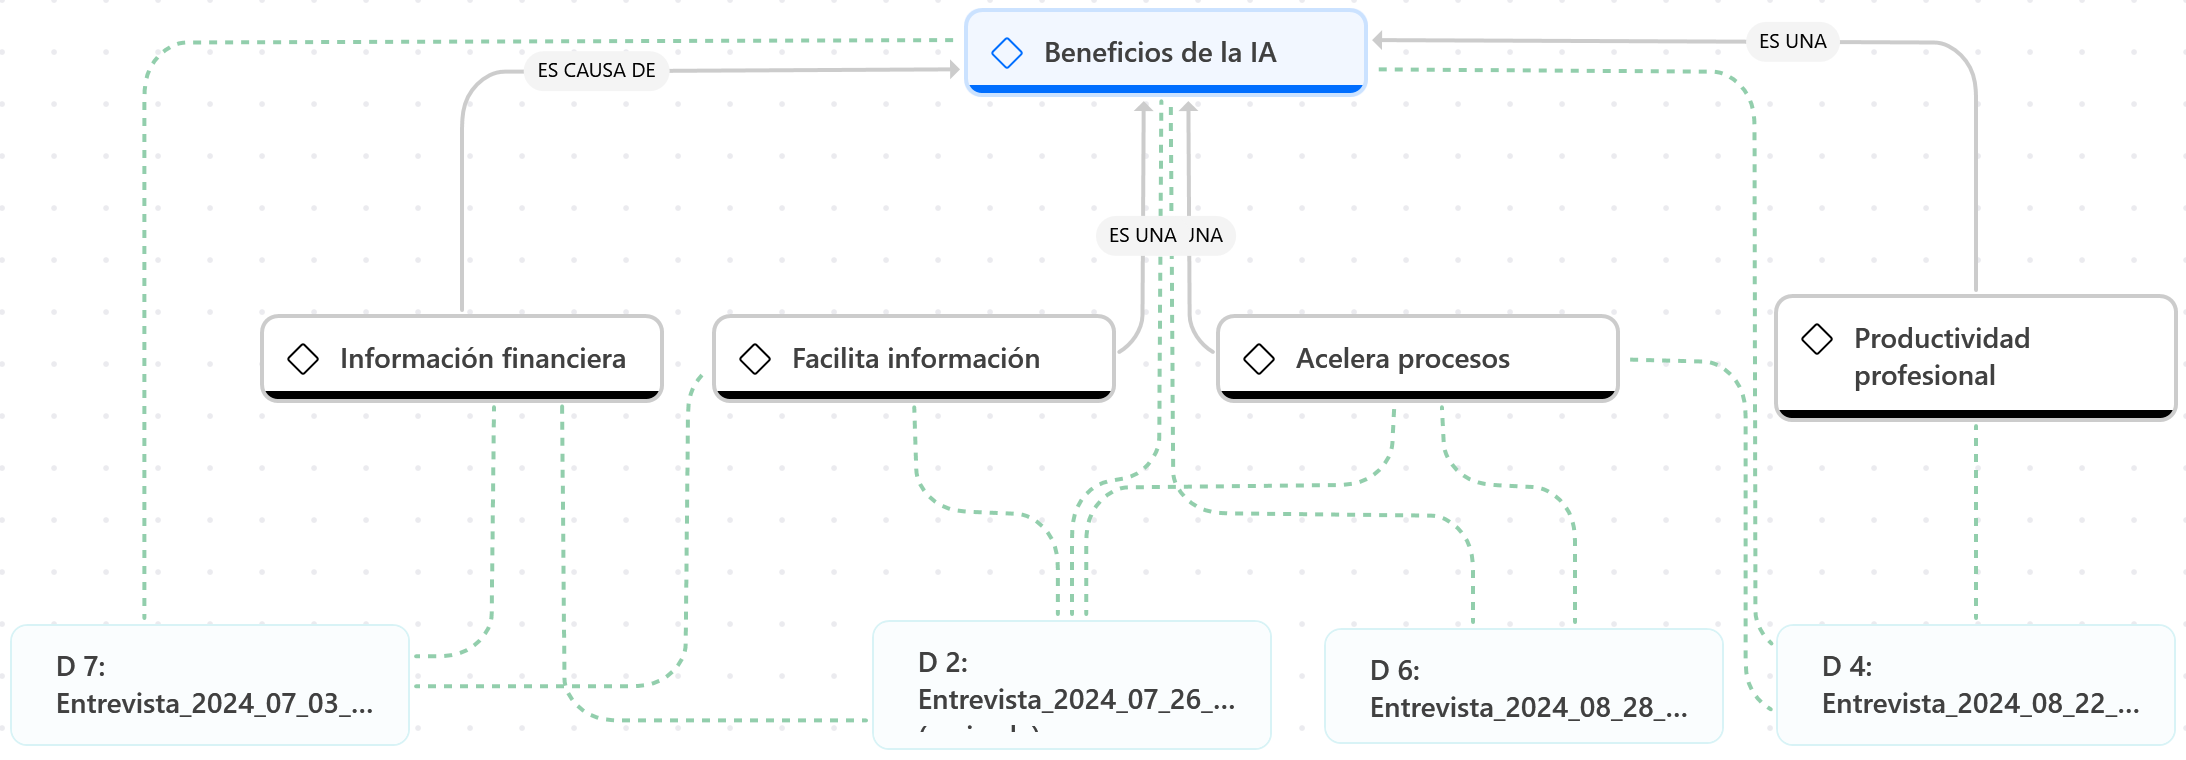 Beneficios de la IA
ES UNA
ES CAUSA DE
ES UNA
UNA
Información financiera
Facilita información
Acelera procesos
Productividad
profesional
D 7:
Entrevista_2024_07_03_...
D 2:
Entrevista_2024_07_26_...
D 6:
Entrevista_2024_08_28_...
D 4:
Entrevista_2024_08_22_...